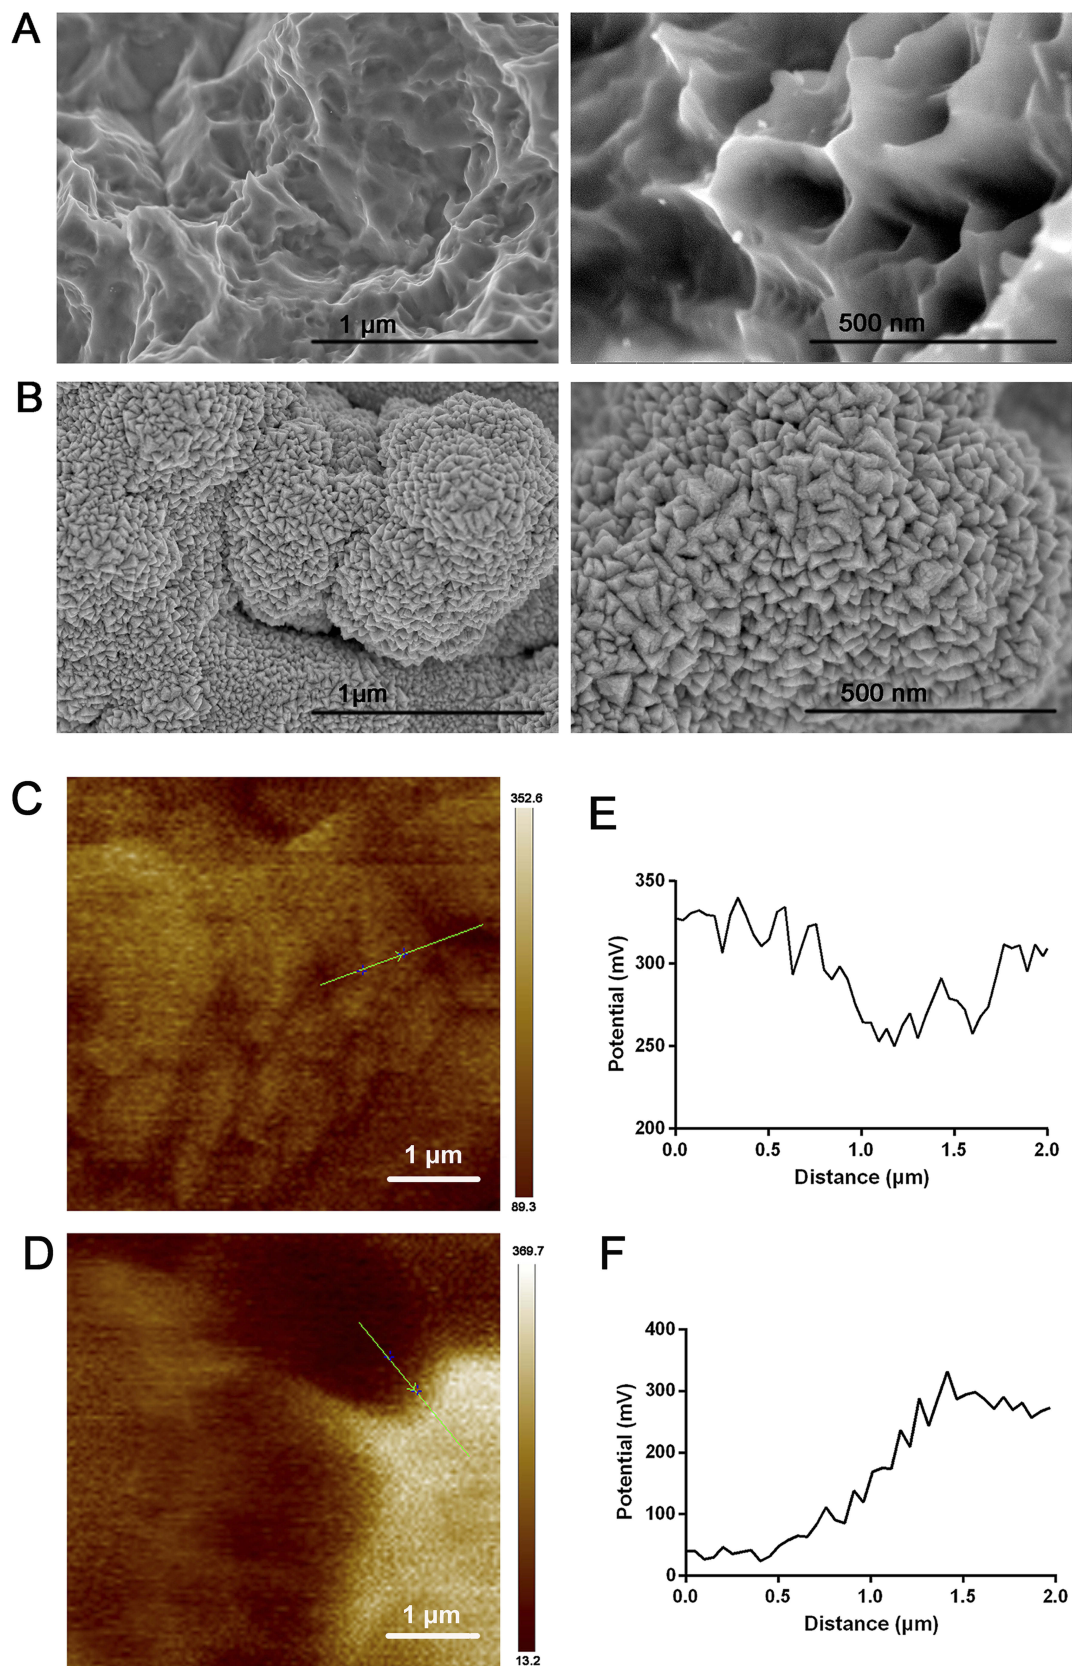 A
1 µm
500 nm
B
1µm
500 nm
C
352.6
1 µm
89.3
E
350
300
250
200
Potential (mV)
0.0 0.5 1.0 1.5 2.0
Distance (µm)
D
369.7
1 µm
13.2
F
400
300
200
100
0
Potential (mV)
0.0 0.5 1.0 1.5 2.0
Distance (µm)